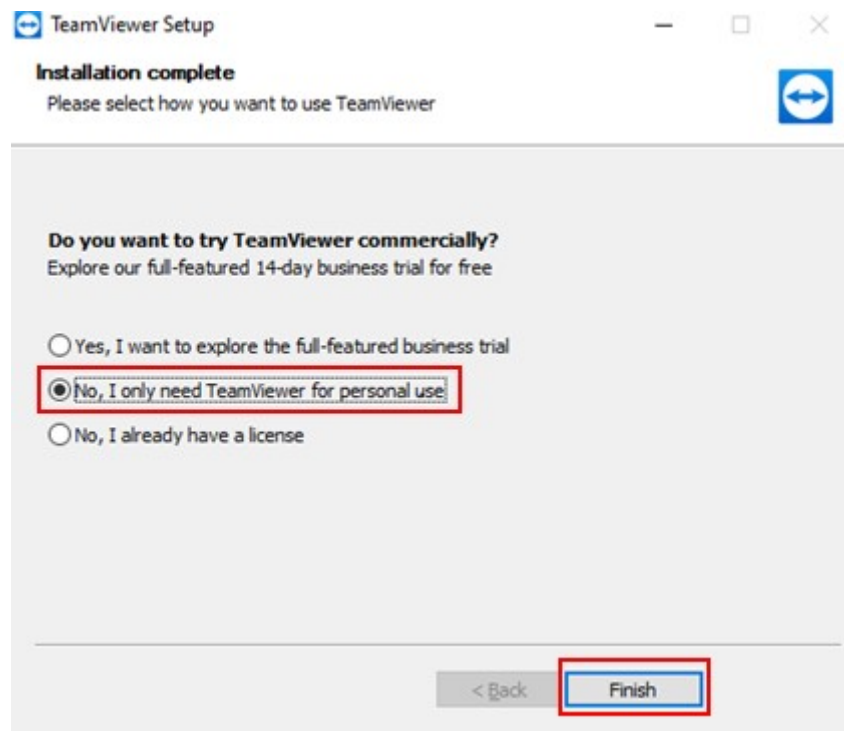 TeamViewer Setup
Installation complete
Please select how you want to use TeamViewer
Do you want to try TeamViewer commercially?
Explore our full-featured 14-day business trial for free
Yes, I want to explore the full-featured business trial
No, I only need TeamViewer for personal use
No, I already have a license
< Back
Finish